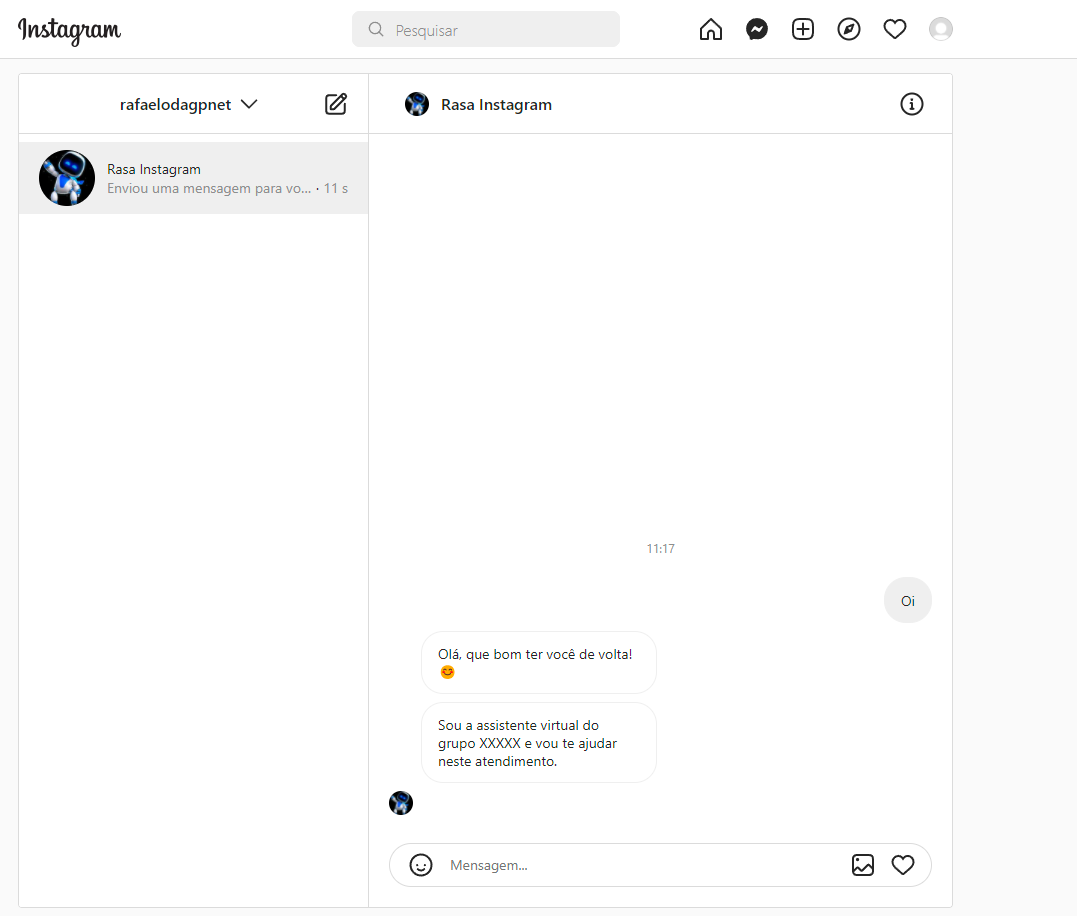 Instagram
Pesquisar
rafaelodagpnet
Rasa Instagram
Rasa Instagram
Enviou uma mensagem para vo... · 11 s
11:17
Oi
Olá, que bom ter você de volta!
😊
Sou a assistente virtual do
grupo XXXXX e vou te ajudar
neste atendimento.
Mensagem...